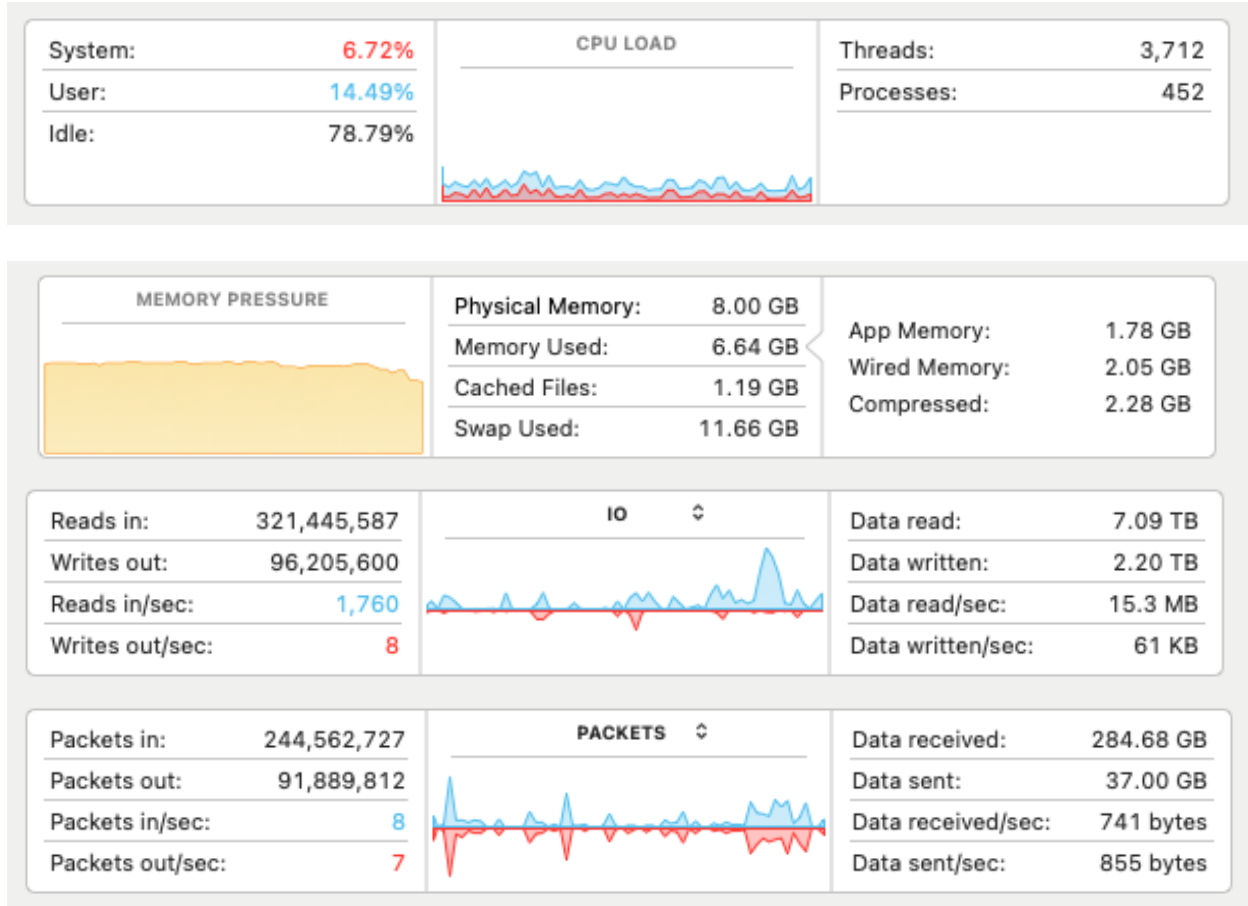 System: 6.72%
User: 14.49%
Idle: 78.79%
CPU LOAD
Threads: 3,712
Processes: 452
MEMORY PRESSURE
Physical Memory: 8.00 GB
Memory Used: 6.64 GB
Cached Files: 1.19 GB
Swap Used: 11.66 GB
App Memory: 1.78 GB
Wired Memory: 2.05 GB
Compressed: 2.28 GB
Reads in: 321,445,587
Writes out: 96,205,600
Reads in/sec: 1,760
Writes out/sec: 8
IO
Data read: 7.09 TB
Data written: 2.20 TB
Data read/sec: 15.3 MB
Data written/sec: 61 KB
Packets in: 244,562,727
Packets out: 91,889,812
Packets in/sec: 8
Packets out/sec: 7
PACKETS
Data received: 284.68 GB
Data sent: 37.00 GB
Data received/sec: 741 bytes
Data sent/sec: 855 bytes